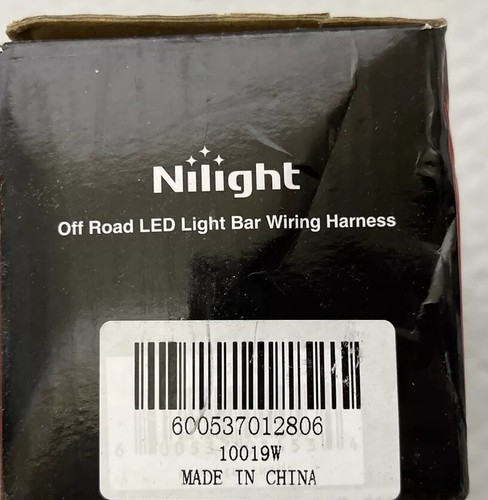 Nilight
Off Road LED Light Bar Wiring Harness
600537012806
10019W
MADE IN CHINA